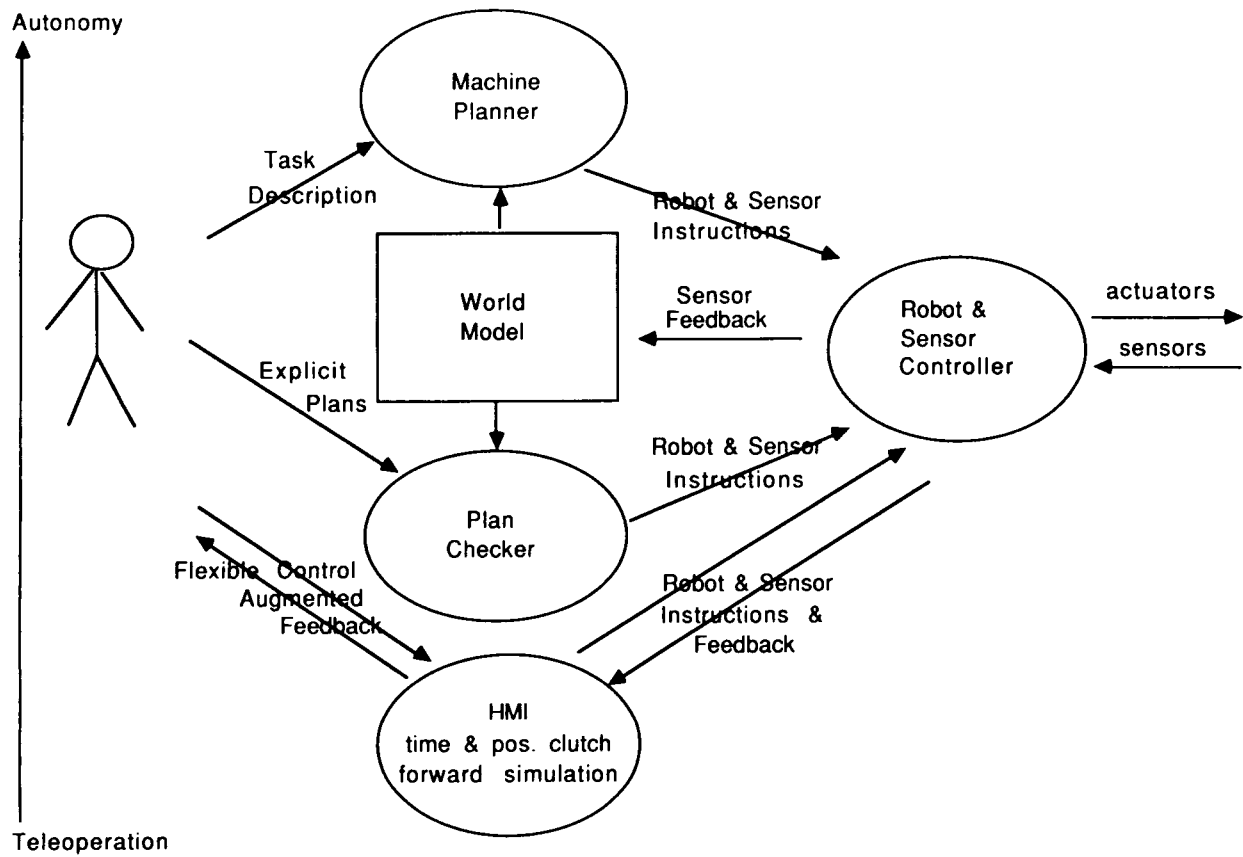 Autonomy
Machine
Planner
Task
Description
Robot & Sensor
Instructions
World
Model
Sensor
Feedback
Robot &
Sensor
Controller
actuators
sensors
Explicit
Plans
Robot & Sensor
Instructions
Plan
Checker
Flexible Control
Augmented
Feedback
Robot & Sensor
Instructions &
Feedback
HMI
time & pos. clutch
forward simulation
Teleoperation